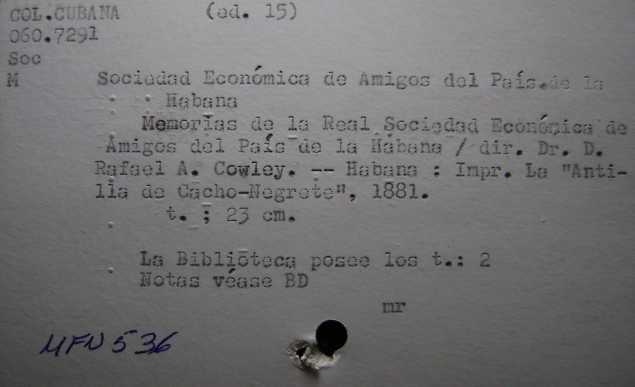 COL.CUBANA (ed. 15)
060.7291
Soc
M Sociedad Económica de Amigos del País.de la
Habana
Memorias de la Real Sociedad Económica de
Amigos del País de la Habana / dir. Dr. D.
Rafael A. Cowley. -- Habana : Impr. La "Anti-
lla de Cacho-Negrete", 1881.
t. ; 23 cm.
La Biblioteca posee los t.: 2
Notas véase BD
mr
MFN 536